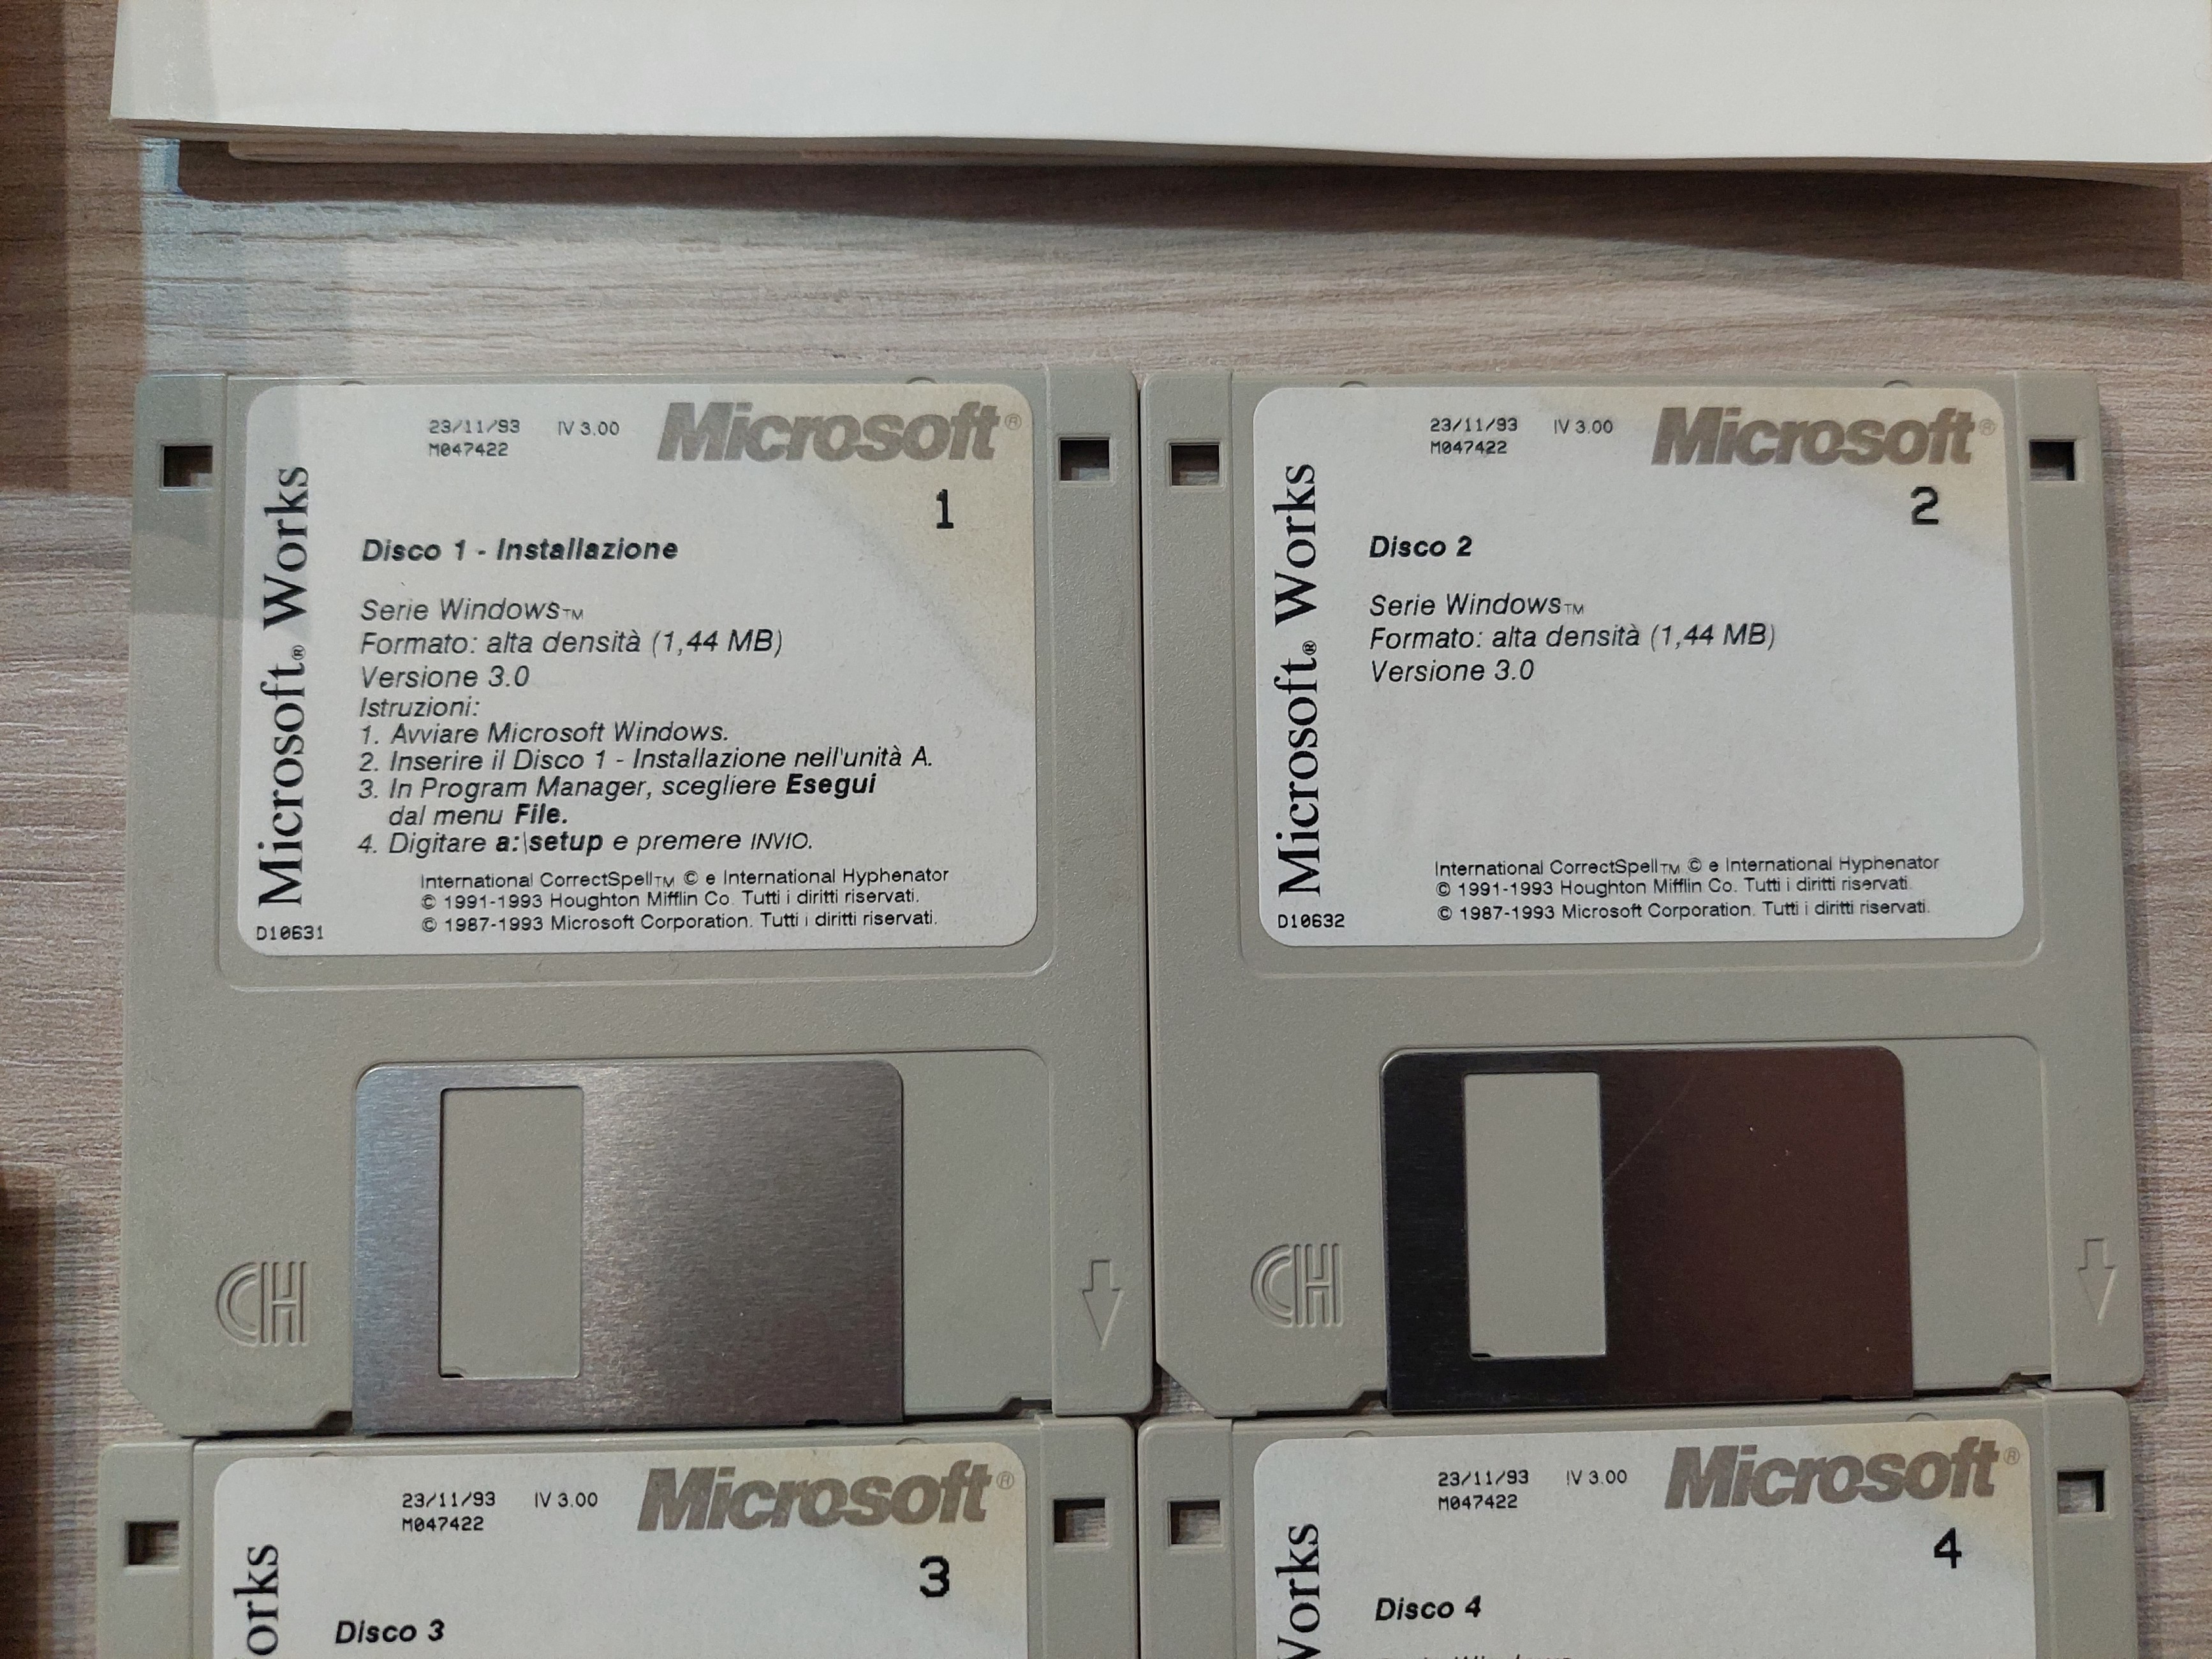 23/11/93 IV 3.00 Microsoft®
M047422
1
Microsoft® Works
Disco 1 - Installazione
Serie Windows™
Formato: alta densità (1,44 MB)
Versione 3.0
Istruzioni:
1. Avviare Microsoft Windows.
2. Inserire il Disco 1 - Installazione nell'unità A.
3. In Program Manager, scegliere Esegui
dal menu File.
4. Digitare a:\setup e premere INVIO.
International CorrectSpell™ © e International Hyphenator
© 1991-1993 Houghton Mifflin Co. Tutti i diritti riservati.
© 1987-1993 Microsoft Corporation. Tutti i diritti riservati.
D10631
CH
23/11/93 IV 3.00 Microsoft®
M047422
2
Microsoft® Works
Disco 2
Serie Windows™
Formato: alta densità (1,44 MB)
Versione 3.0
International CorrectSpell™ © e International Hyphenator
© 1991-1993 Houghton Mifflin Co. Tutti i diritti riservati.
© 1987-1993 Microsoft Corporation. Tutti i diritti riservati.
D10632
CH
23/11/93 IV 3.00 Microsoft®
M047422
3
orks
Disco 3
23/11/93 IV 3.00 Microsoft®
M047422
4
Works
Disco 4